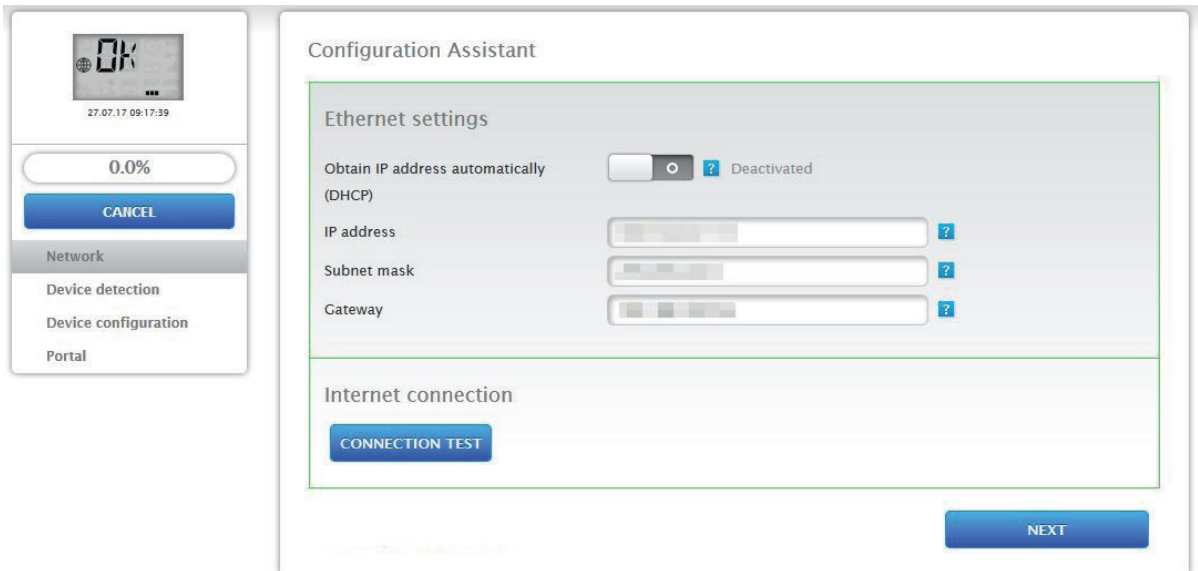 OK
27.07.17 09:17:39
0.0%
CANCEL
Network
Device detection
Device configuration
Portal
Configuration Assistant
Ethernet settings
Obtain IP address automatically
(DHCP)
? Deactivated
IP address
?
Subnet mask
?
Gateway
?
Internet connection
CONNECTION TEST
NEXT